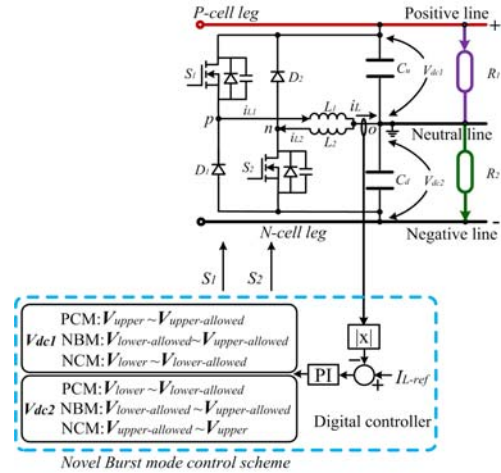 P-cell leg
Positive line +
S1
D2
Cu
Vdc1
R1
L1
iL
iL1
p
n
o
Neutral line
iL2
L2
D1
S2
Cd
Vdc2
R2
N-cell leg
Negative line -
S1 S2
|x|
PCM: Vupper ~ Vupper-allowed
Vdc1 NBM: Vlower-allowed ~ Vupper-allowed
NCM: Vlower ~ Vlower-allowed
PI
− +
IL-ref
PCM: Vlower ~ Vlower-allowed
Vdc2 NBM: Vlower-allowed ~ Vupper-allowed
NCM: Vupper-allowed ~ Vupper
Digital controller
Novel Burst mode control scheme